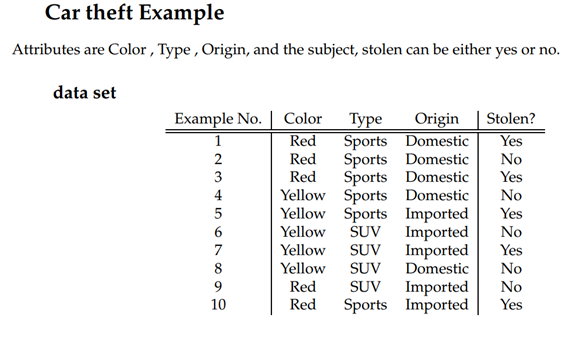 Car theft Example
Attributes are Color , Type , Origin, and the subject, stolen can be either yes or no.
data set
Example No. Color Type Origin Stolen?
1 Red Sports Domestic Yes
2 Red Sports Domestic No
3 Red Sports Domestic Yes
4 Yellow Sports Domestic No
5 Yellow Sports Imported Yes
6 Yellow SUV Imported No
7 Yellow SUV Imported Yes
8 Yellow SUV Domestic No
9 Red SUV Imported No
10 Red Sports Imported Yes